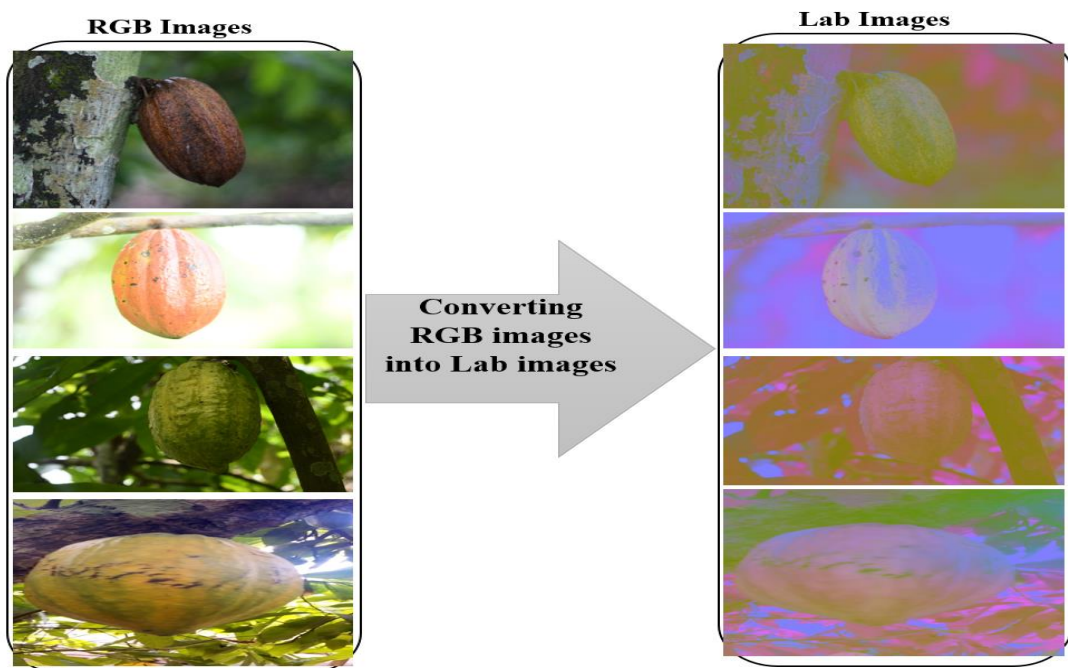 RGB Images
Lab Images
Converting
RGB images
into Lab images